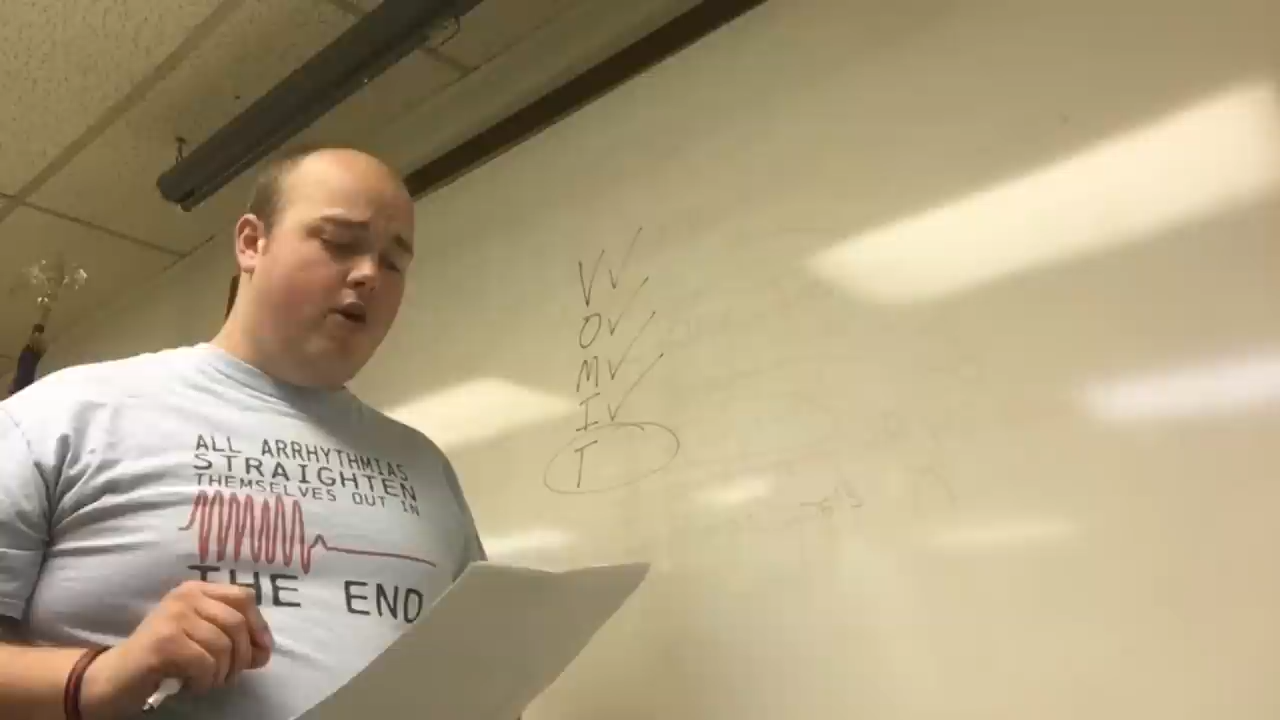 ALL ARRHYTHMIAS
STRAIGHTEN
THEMSELVES OUT IN
THE END
V✓
O✓
M✓
I✓
T